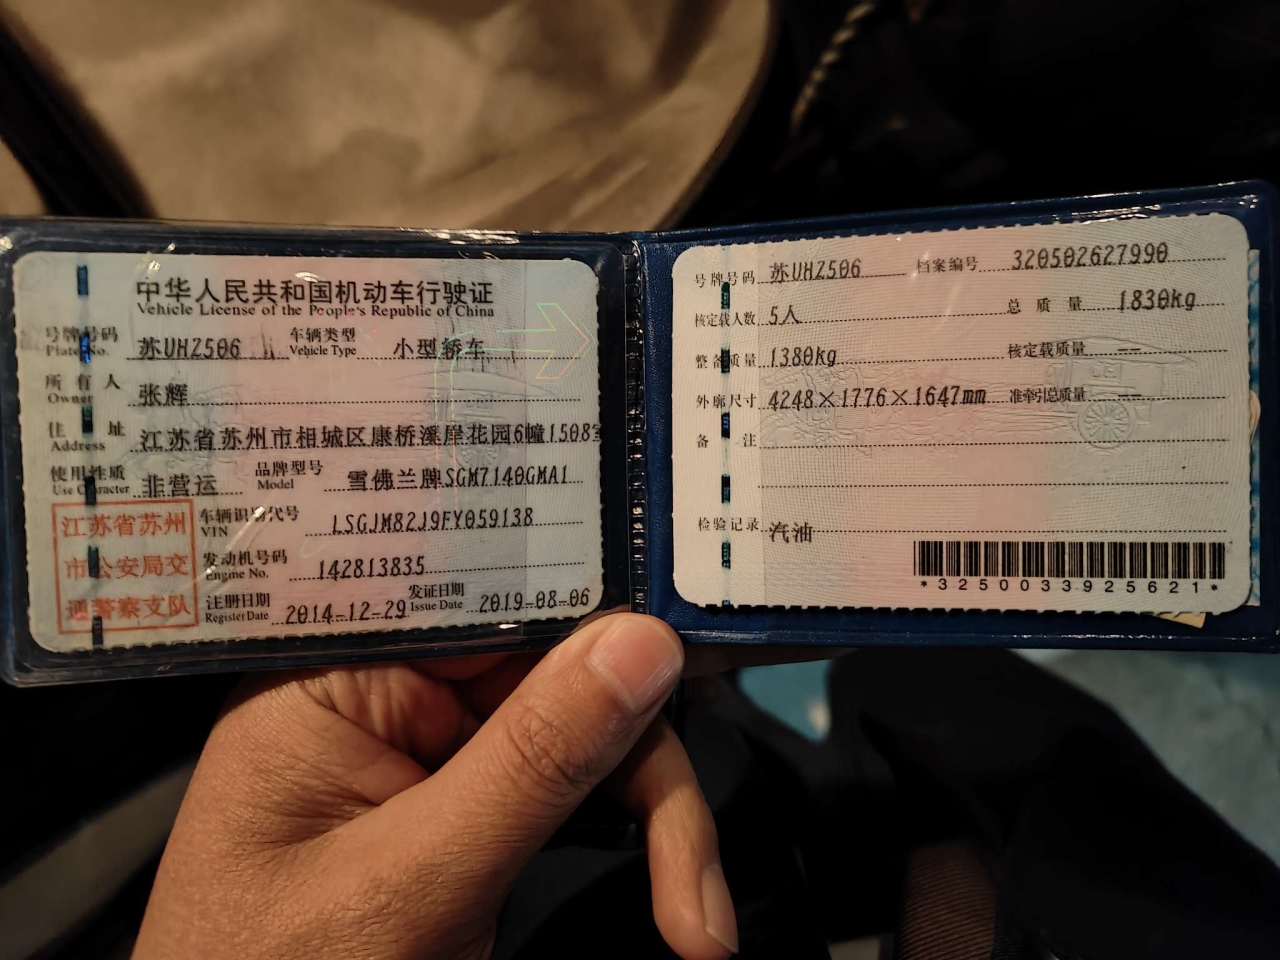 中华人民共和国机动车行驶证
Vehicle License of the People's Republic of China
号牌号码 苏UHZ506 车辆类型 小型轿车
Plate No. Vehicle Type
所有人 张辉
Owner
住址 江苏省苏州市相城区康桥溪岸花园6幢1508室
Address
使用性质 非营运 品牌型号 雪佛兰牌SGM7140GMA1
Use Character Model
江苏省苏州
市公安局交
通警察支队
车辆识别代号 LSGJM82J9FY059138
VIN
发动机号码 142813835
Engine No.
注册日期 2014-12-29 发证日期 2019-08-06
Register Date Issue Date
号牌号码 苏UHZ506 档案编号 320502627990
核定载人数 5人 总质量 1830kg
整备质量 1380kg 核定载质量 --
外廓尺寸 4248×1776×1647mm 准牵引总质量 --
备注
检验记录 汽油
*3250033925621*